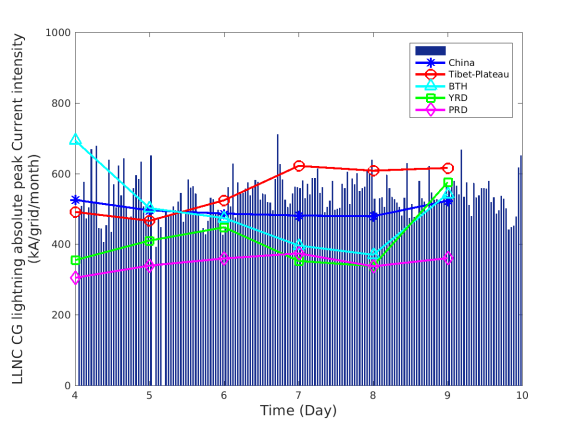 LLNC CG lightning absolute peak Current intensity
(kA/grid/month)
1000
800
600
400
200
0
4 5 6 7 8 9 10
Time (Day)
China
Tibet-Plateau
BTH
YRD
PRD